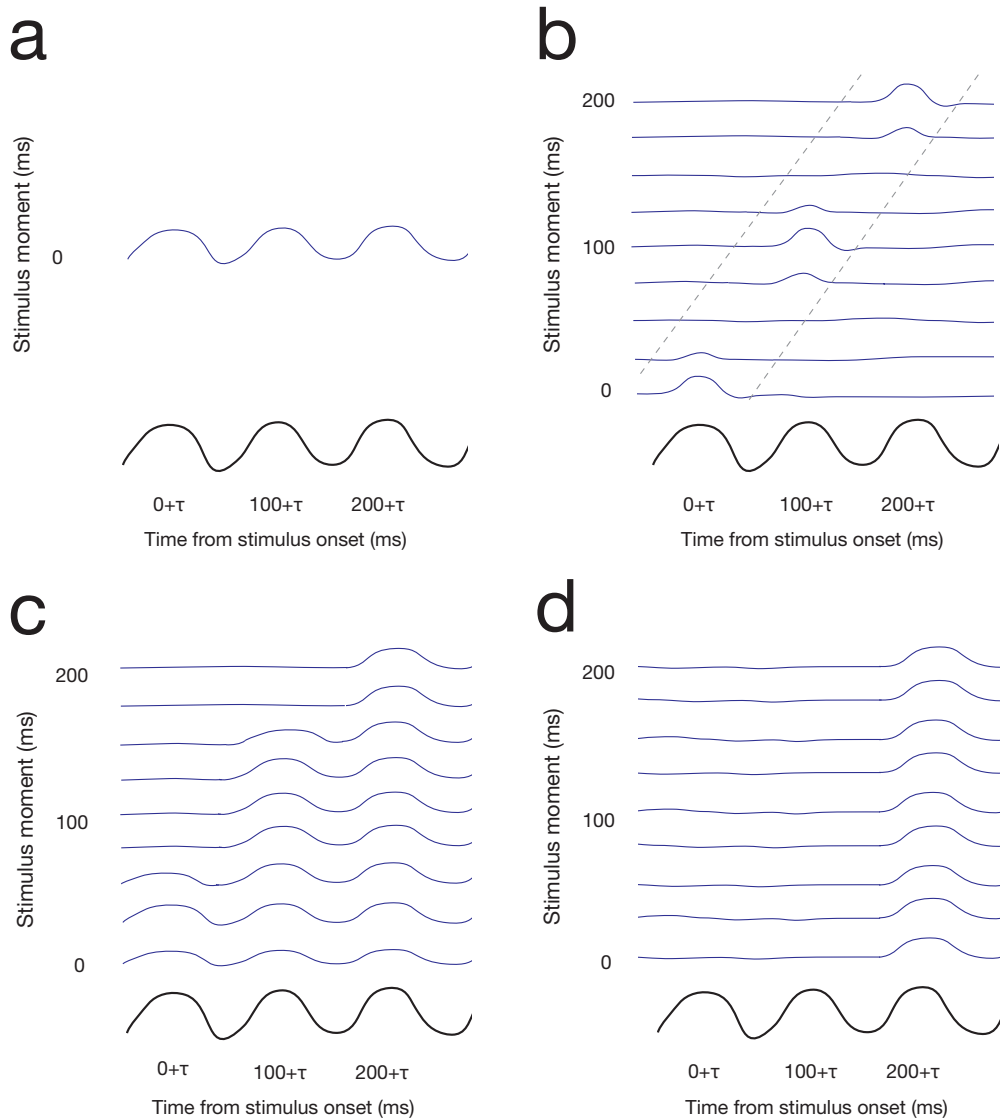 a
Stimulus moment (ms)
0
0+τ 100+τ 200+τ
Time from stimulus onset (ms)
b
Stimulus moment (ms)
200
100
0
0+τ 100+τ 200+τ
Time from stimulus onset (ms)
c
Stimulus moment (ms)
200
100
0
0+τ 100+τ 200+τ
Time from stimulus onset (ms)
d
Stimulus moment (ms)
200
100
0
0+τ 100+τ 200+τ
Time from stimulus onset (ms)